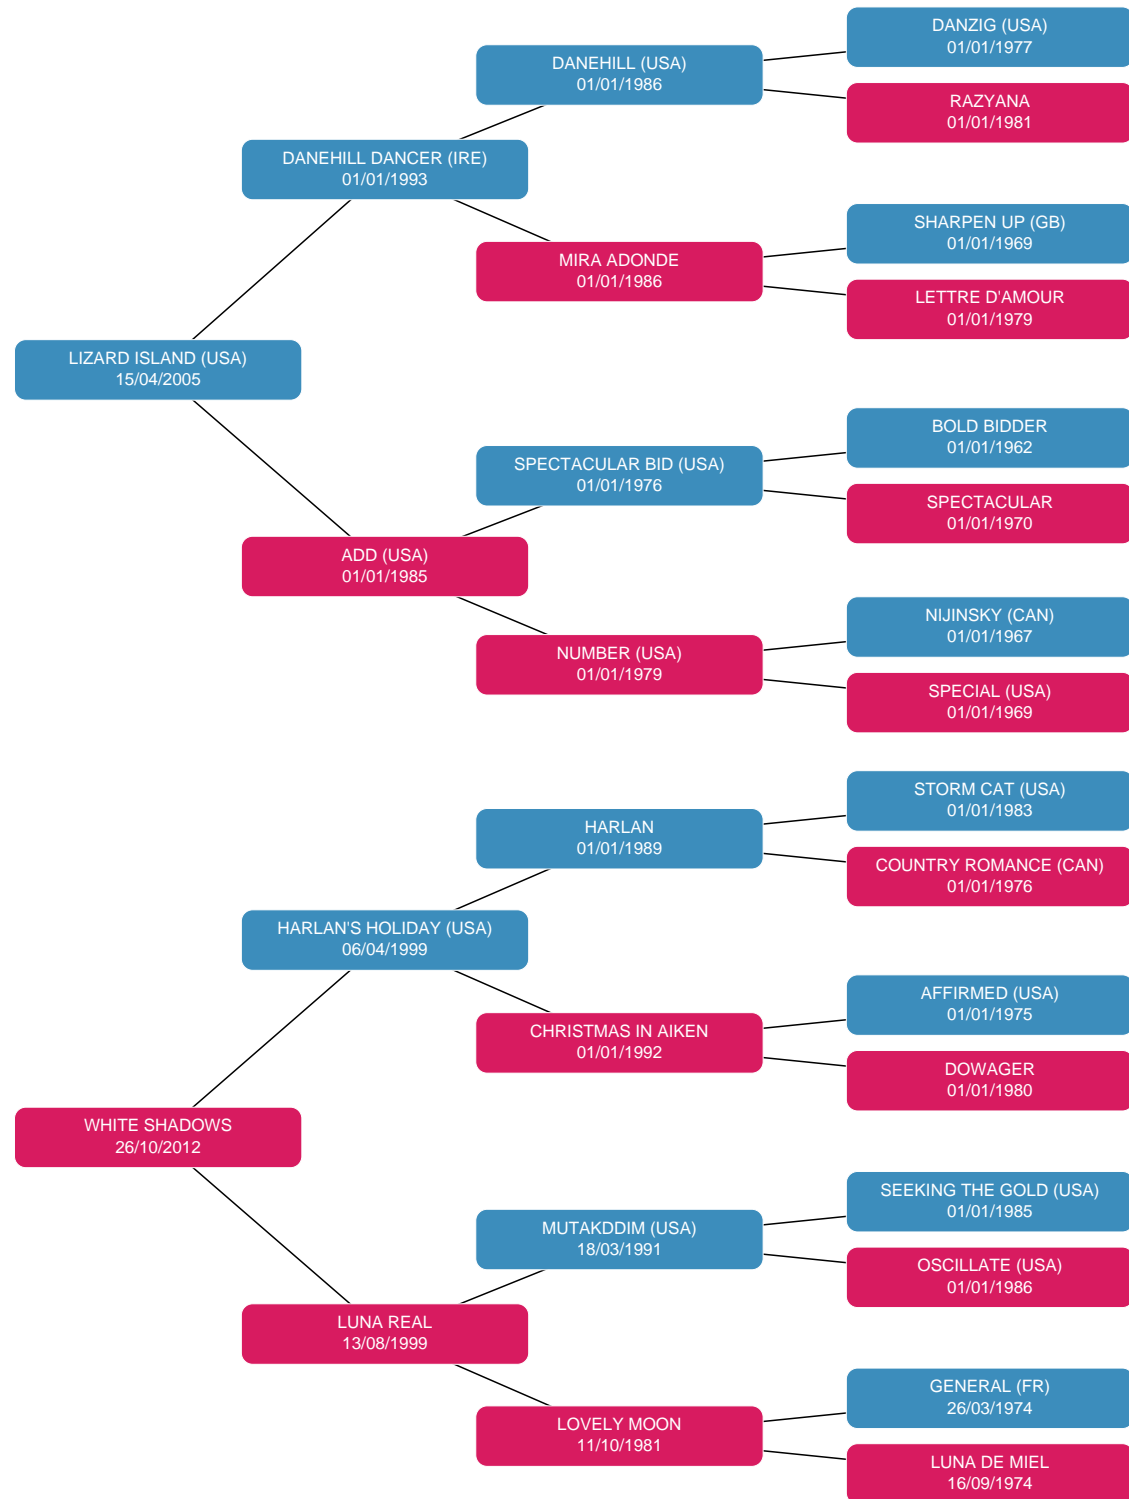 DANZIG (USA)
01/01/1977
DANEHILL (USA)
01/01/1986
RAZYANA
01/01/1981
DANEHILL DANCER (IRE)
01/01/1993
SHARPEN UP (GB)
01/01/1969
MIRA ADONDE
01/01/1986
LETTRE D'AMOUR
01/01/1979
LIZARD ISLAND (USA)
15/04/2005
BOLD BIDDER
01/01/1962
SPECTACULAR BID (USA)
01/01/1976
SPECTACULAR
01/01/1970
ADD (USA)
01/01/1985
NIJINSKY (CAN)
01/01/1967
NUMBER (USA)
01/01/1979
SPECIAL (USA)
01/01/1969
STORM CAT (USA)
01/01/1983
HARLAN
01/01/1989
COUNTRY ROMANCE (CAN)
01/01/1976
HARLAN'S HOLIDAY (USA)
06/04/1999
AFFIRMED (USA)
01/01/1975
CHRISTMAS IN AIKEN
01/01/1992
DOWAGER
01/01/1980
WHITE SHADOWS
26/10/2012
SEEKING THE GOLD (USA)
01/01/1985
MUTAKDDIM (USA)
18/03/1991
OSCILLATE (USA)
01/01/1986
LUNA REAL
13/08/1999
GENERAL (FR)
26/03/1974
LOVELY MOON
11/10/1981
LUNA DE MIEL
16/09/1974